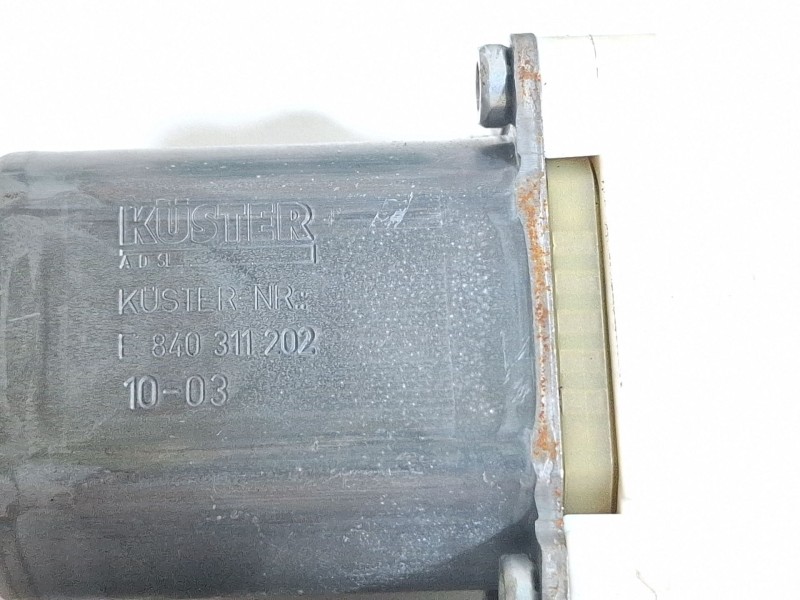 KÜSTER
KÜSTER NR.:
E 840 311 202
10-03